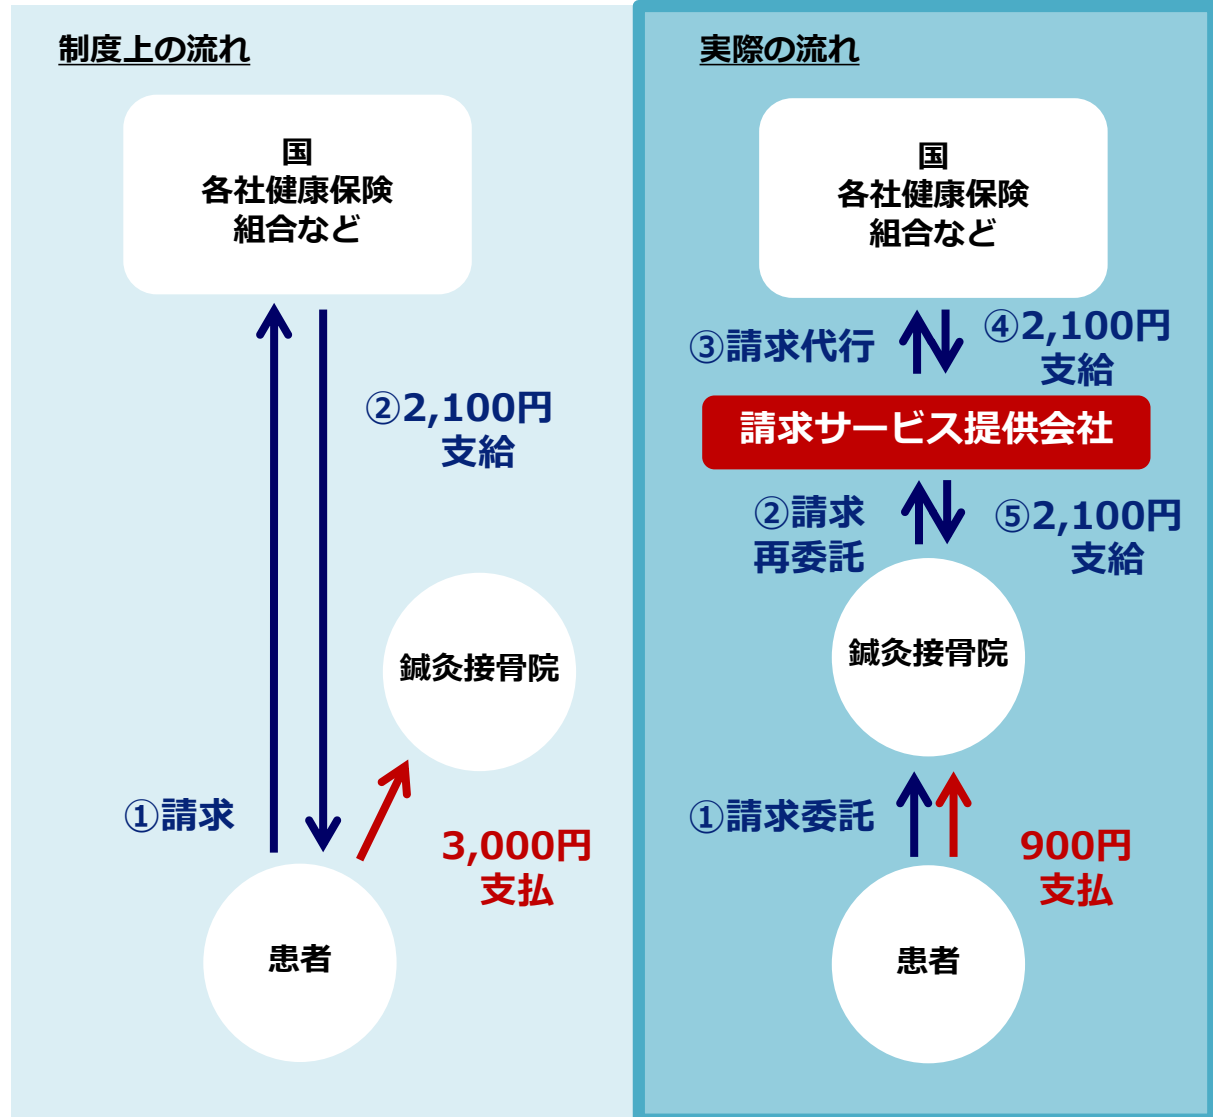 制度上の流れ
国
各社健康保険
組合など
②2,100円
支給
鍼灸接骨院
①請求
3,000円
支払
患者
実際の流れ
国
各社健康保険
組合など
③請求代行
④2,100円
支給
請求サービス提供会社
②請求
再委託
⑤2,100円
支給
鍼灸接骨院
①請求委託
900円
支払
患者